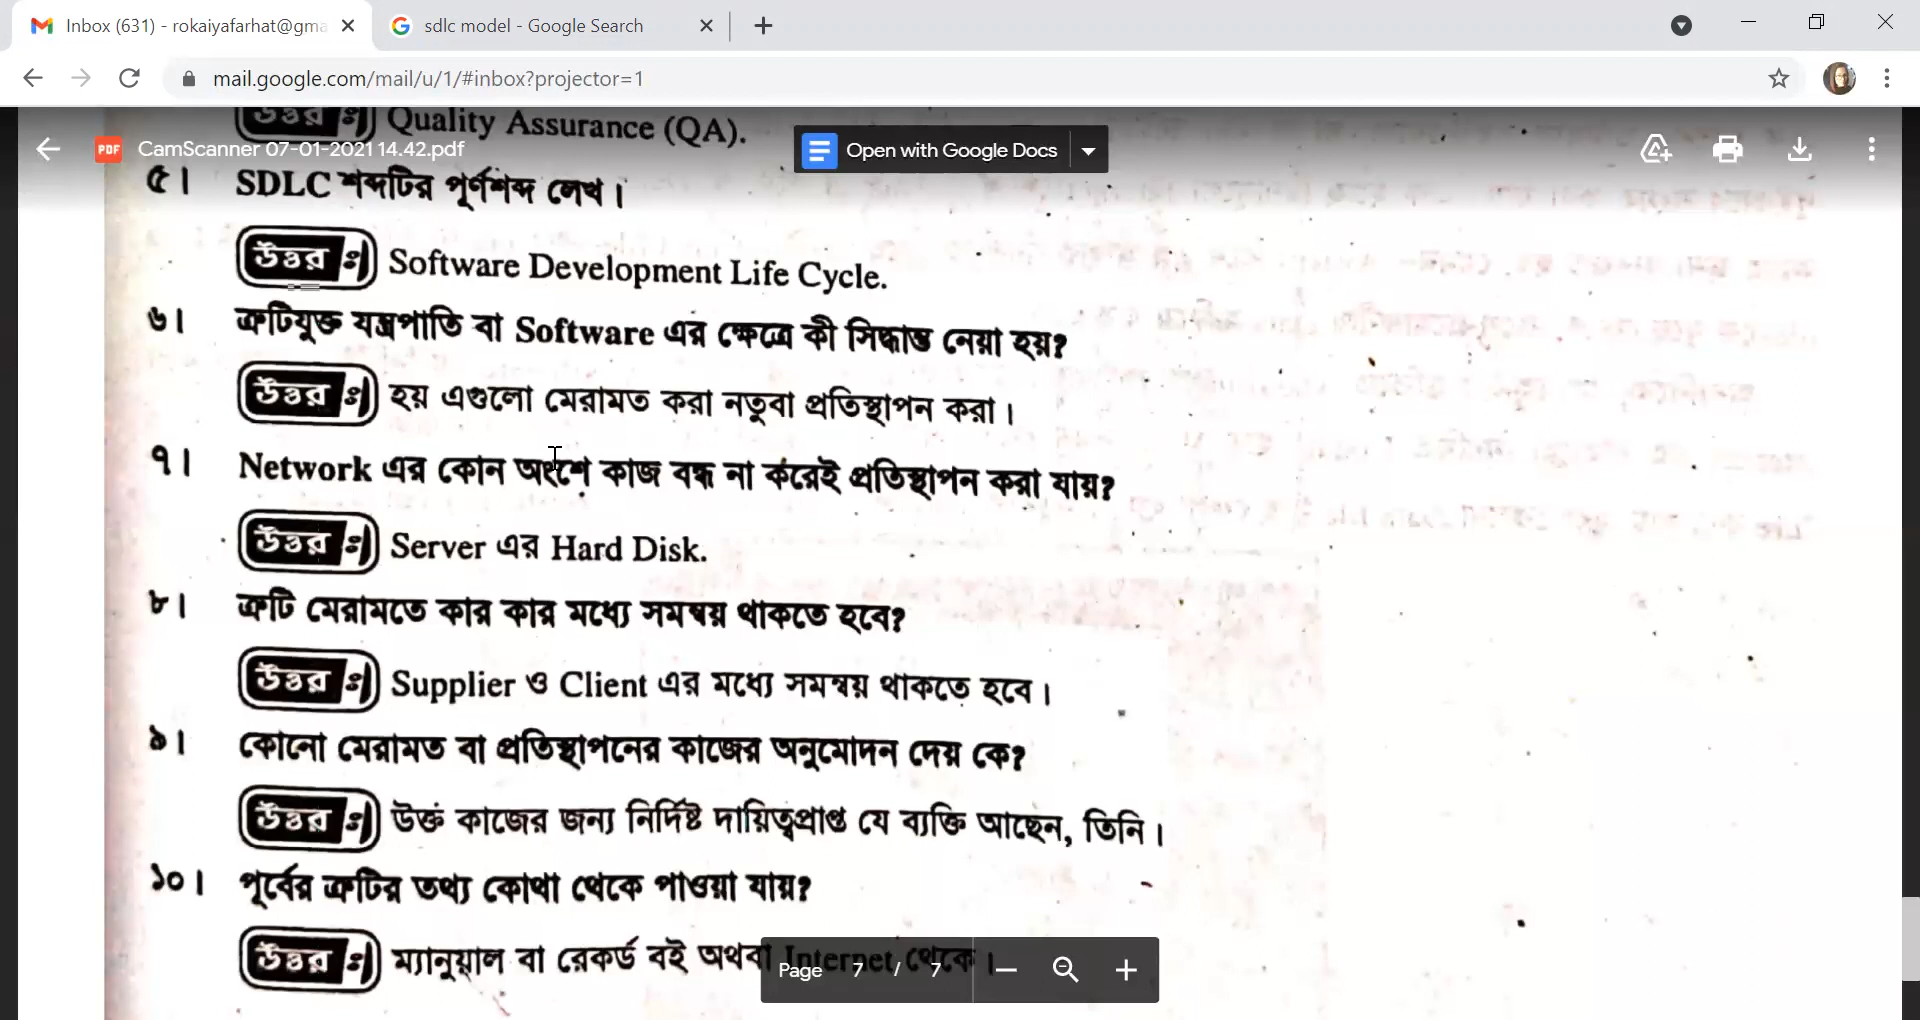 Inbox (631) - rokaiyafarhat@gma
sdlc model - Google Search
mail.google.com/mail/u/1/#inbox?projector=1
উত্তর ঃ Quality Assurance (QA).
PDF CamScanner 07-01-2021 14.42.pdf
Open with Google Docs
৫। SDLC শব্দটির পূর্ণশব্দ লেখ।
উত্তর ঃ Software Development Life Cycle.
৬। ত্রুটিযুক্ত যন্ত্রপাতি বা Software এর ক্ষেত্রে কী সিদ্ধান্ত নেয়া হয়?
উত্তর ঃ হয় এগুলো মেরামত করা নতুবা প্রতিস্থাপন করা।
৭। Network এর কোন অংশে কাজ বন্ধ না করেই প্রতিস্থাপন করা যায়?
উত্তর ঃ Server এর Hard Disk.
৮। ত্রুটি মেরামতে কার কার মধ্যে সমন্বয় থাকতে হবে?
উত্তর ঃ Supplier ও Client এর মধ্যে সমন্বয় থাকতে হবে।
৯। কোনো মেরামত বা প্রতিস্থাপনের কাজের অনুমোদন দেয় কে?
উত্তর ঃ উক্ত কাজের জন্য নির্দিষ্ট দায়িত্বপ্রাপ্ত যে ব্যক্তি আছেন, তিনি।
১০। পূর্বের ত্রুটির তথ্য কোথা থেকে পাওয়া যায়?
উত্তর ঃ ম্যানুয়াল বা রেকর্ড বই অথবা Internet থেকে।
Page 7 / 7